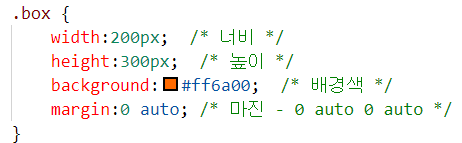 .box {
width:200px; /* 너비 */
height:300px; /* 높이 */
background:#ff6a00; /* 배경색 */
margin:0 auto; /* 마진 - 0 auto 0 auto */
}